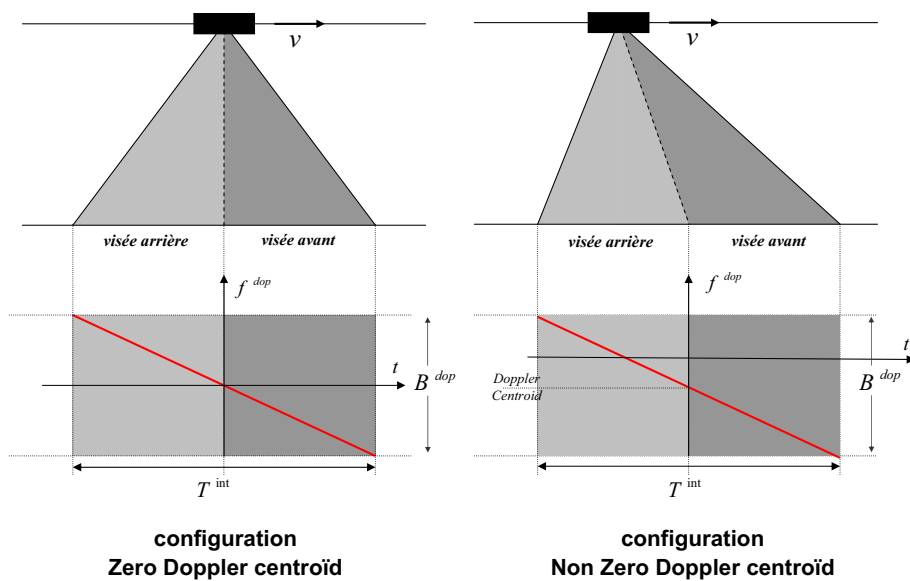 v
v
visée arrière
visée avant
visée arrière
visée avant
f dop
f dop
t
B dop
t
B dop
Doppler
Centroid
T int
T int
configuration
Zero Doppler centroïd
configuration
Non Zero Doppler centroïd